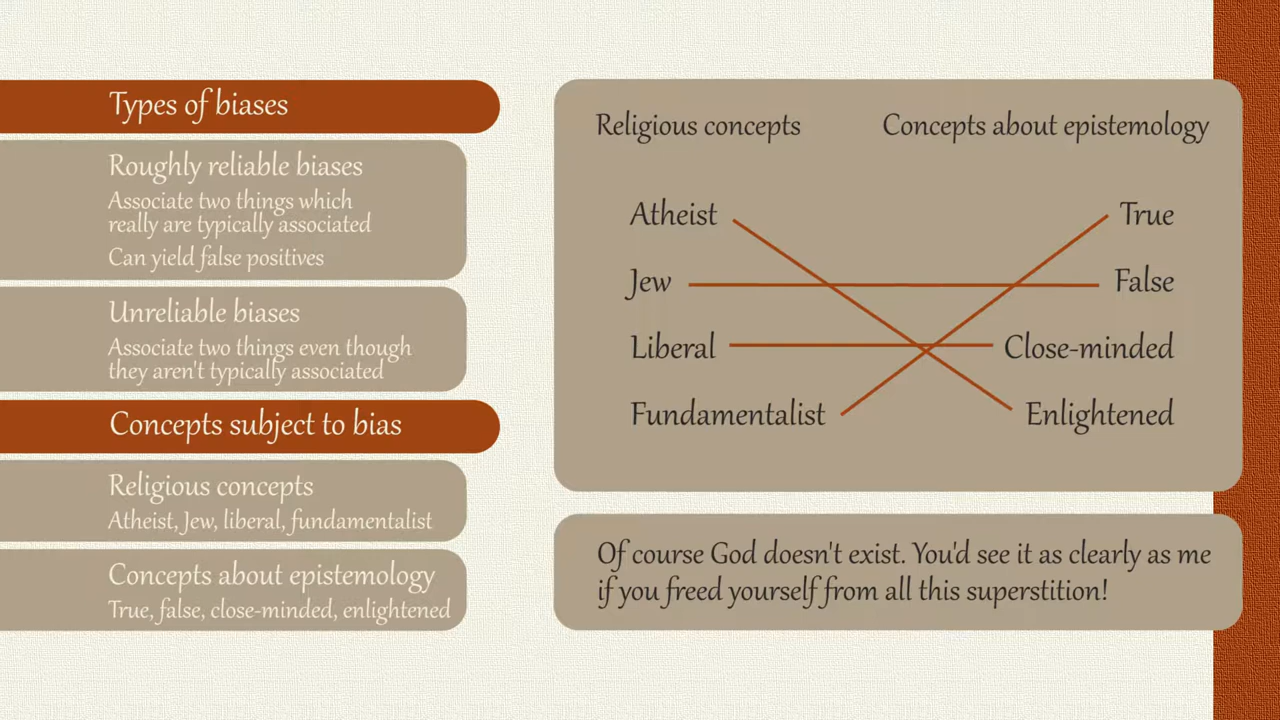 Types of biases
Roughly reliable biases
Associate two things which
really are typically associated
Can yield false positives
Unreliable biases
Associate two things even though
they aren't typically associated
Concepts subject to bias
Religious concepts
Atheist, Jew, liberal, fundamentalist
Concepts about epistemology
True, false, close-minded, enlightened
Religious concepts Concepts about epistemology
Atheist True
Jew False
Liberal Close-minded
Fundamentalist Enlightened
Of course God doesn't exist. You'd see it as clearly as me
if you freed yourself from all this superstition!